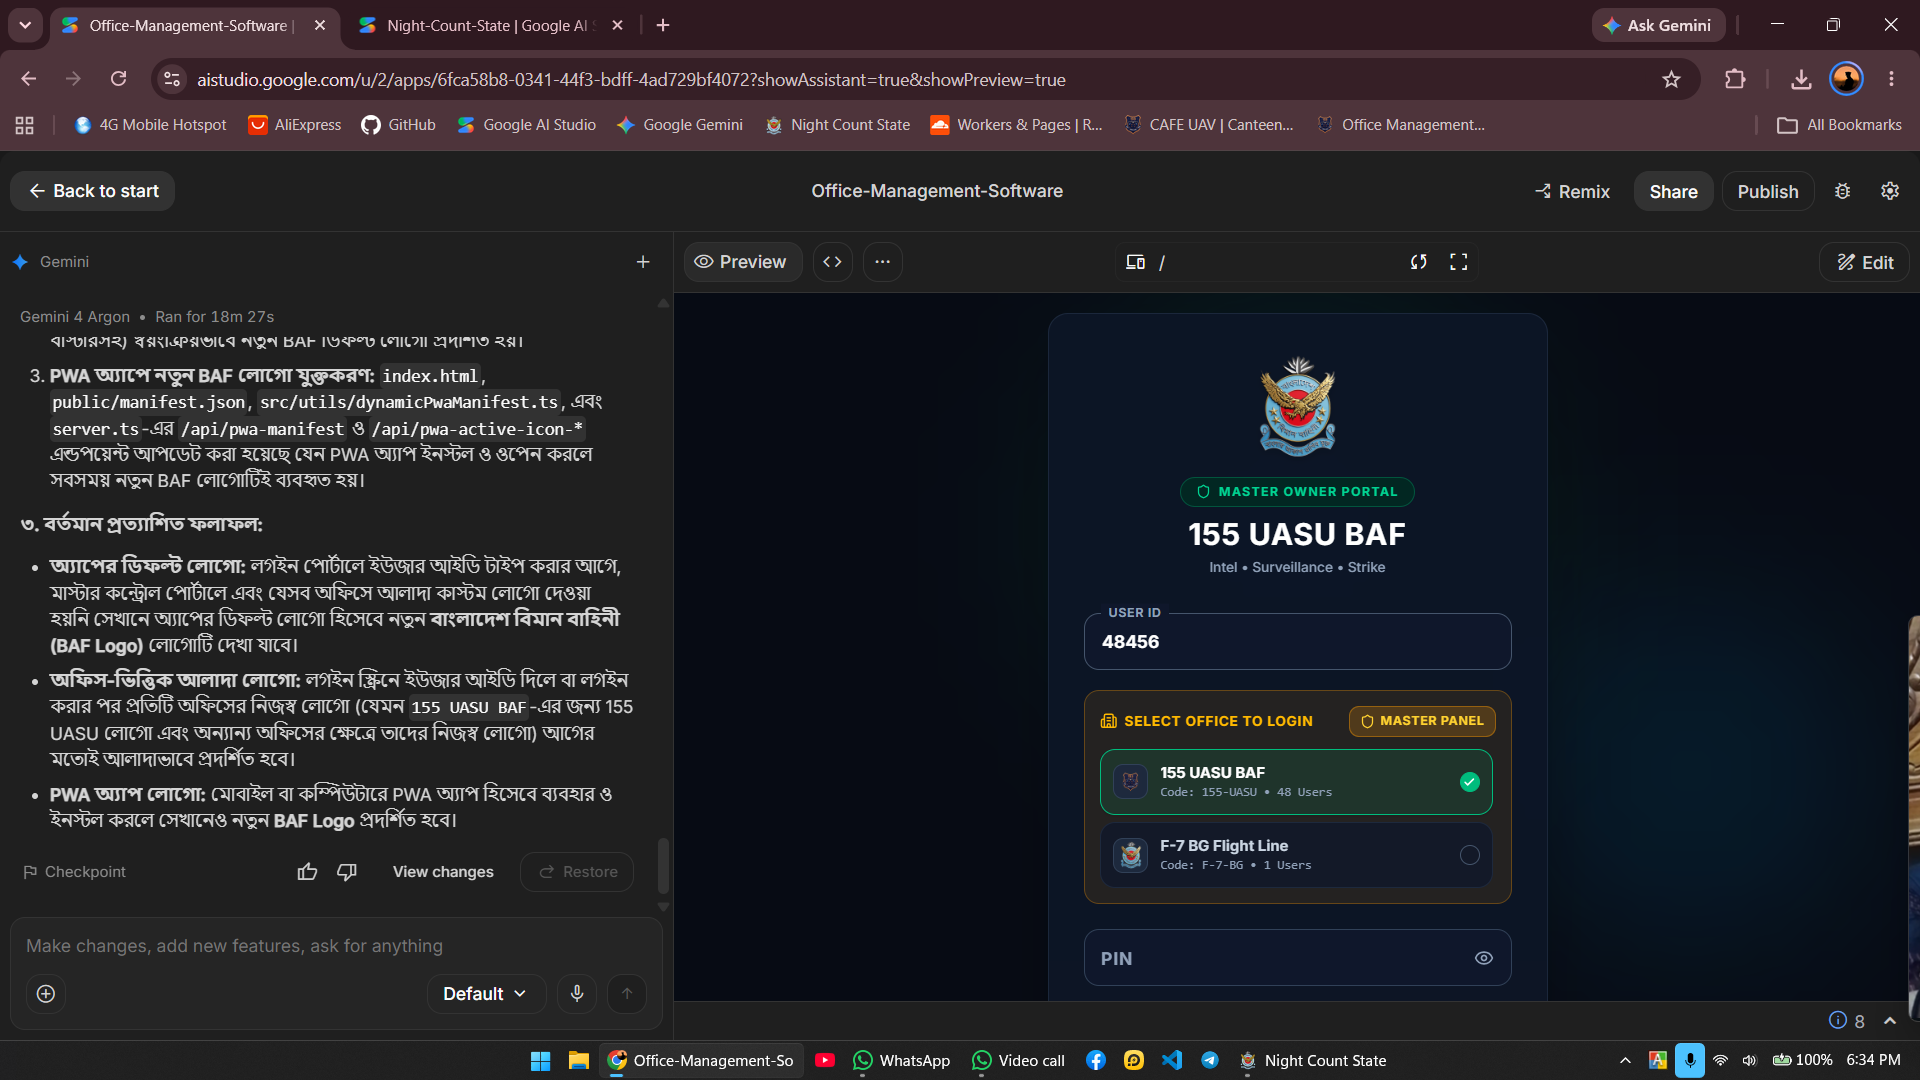 Office-Management-Software |
Night-Count-State | Google AI
Ask Gemini
aistudio.google.com/u/2/apps/6fca58b8-0341-44f3-bdff-4ad729bf4072?showAssistant=true&showPreview=true
4G Mobile Hotspot
AliExpress
GitHub
Google AI Studio
Google Gemini
Night Count State
Workers & Pages | R...
CAFE UAV | Canteen...
Office Management...
All Bookmarks
Back to start
Office-Management-Software
Remix
Share
Publish
Gemini
Preview
/
Edit
Gemini 4 Argon • Ran for 18m 27s
স্বয়ংক্রিয়ভাবে নতুন BAF ডিফল্ট লোগো প্রদর্শিত হয়।
3. PWA অ্যাপে নতুন BAF লোগো যুক্তকরণ: index.html,
public/manifest.json, src/utils/dynamicPwaManifest.ts, এবং
server.ts-এর /api/pwa-manifest ও /api/pwa-active-icon-*
এন্ডপয়েন্ট আপডেট করা হয়েছে যেন PWA অ্যাপ ইনস্টল ও ওপেন করলে
সবসময় নতুন BAF লোগোটিই ব্যবহৃত হয়।
৩. বর্তমান প্রত্যাশিত ফলাফল:
• অ্যাপের ডিফল্ট লোগো: লগইন পোর্টালে ইউজার আইডি টাইপ করার আগে,
মাস্টার কন্ট্রোল পোর্টালে এবং যেসব অফিসে আলাদা কাস্টম লোগো দেওয়া
হয়নি সেখানে অ্যাপের ডিফল্ট লোগো হিসেবে নতুন বাংলাদেশ বিমান বাহিনী
(BAF Logo) লোগোটি দেখা যাবে।
• অফিস-ভিত্তিক আলাদা লোগো: লগইন স্ক্রিনে ইউজার আইডি দিলে বা লগইন
করার পর প্রতিটি অফিসের নিজস্ব লোগো (যেমন 155 UASU BAF-এর জন্য 155
UASU লোগো এবং অন্যান্য অফিসের ক্ষেত্রে তাদের নিজস্ব লোগো) আগের
মতোই আলাদাভাবে প্রদর্শিত হবে।
• PWA অ্যাপ লোগো: মোবাইল বা কম্পিউটারে PWA অ্যাপ হিসেবে ব্যবহার ও
ইনস্টল করলে সেখানেও নতুন BAF Logo প্রদর্শিত হবে।
Checkpoint
View changes
Restore
Make changes, add new features, ask for anything
Default
MASTER OWNER PORTAL
155 UASU BAF
Intel • Surveillance • Strike
USER ID
48456
SELECT OFFICE TO LOGIN
MASTER PANEL
155 UASU BAF
Code: 155-UASU • 48 Users
F-7 BG Flight Line
Code: F-7-BG • 1 Users
PIN
8
Office-Management-So
WhatsApp
Video call
Night Count State
100%
6:34 PM